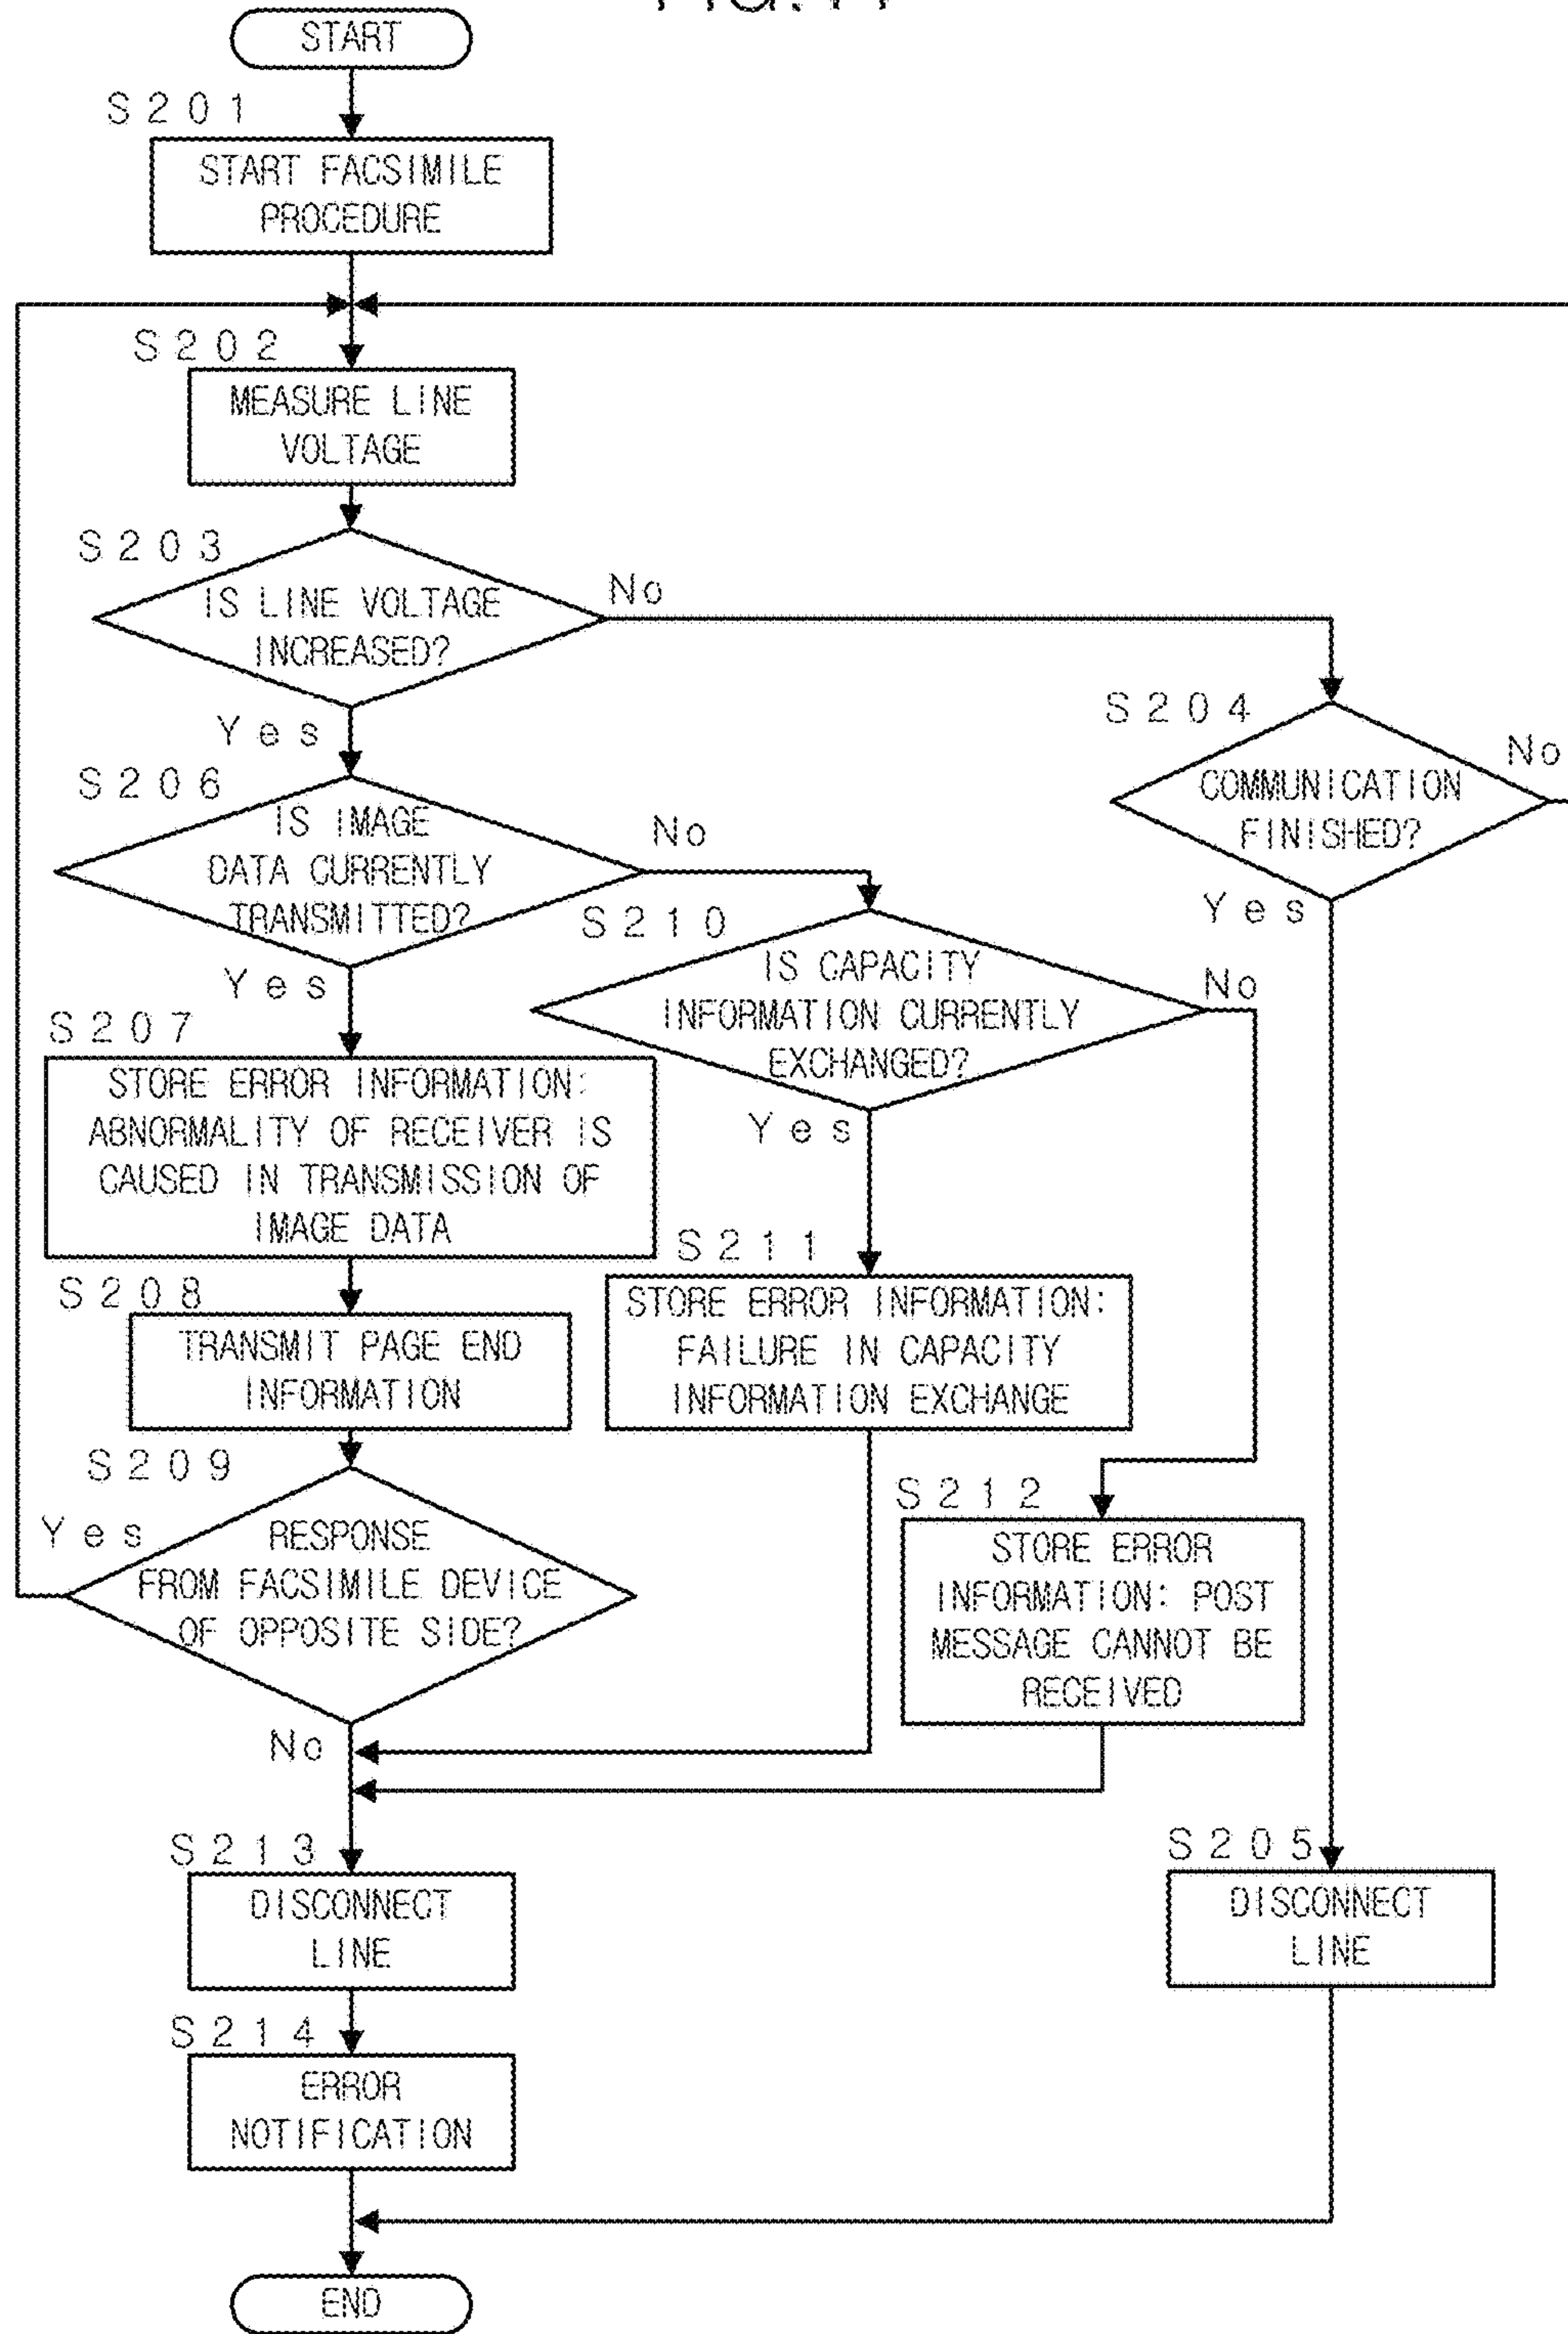 START
S201
START FACSIMILE
PROCEDURE
S202
MEASURE LINE
VOLTAGE
S203
IS LINE VOLTAGE
INCREASED?
No
Yes
S204
COMMUNICATION
FINISHED?
No
Yes
S206
IS IMAGE
DATA CURRENTLY
TRANSMITTED?
No
Yes
S210
IS CAPACITY
INFORMATION CURRENTLY
EXCHANGED?
No
Yes
S207
STORE ERROR INFORMATION:
ABNORMALITY OF RECEIVER IS
CAUSED IN TRANSMISSION OF
IMAGE DATA
S208
TRANSMIT PAGE END
INFORMATION
S211
STORE ERROR INFORMATION:
FAILURE IN CAPACITY
INFORMATION EXCHANGE
S209
Yes
RESPONSE
FROM FACSIMILE DEVICE
OF OPPOSITE SIDE?
No
S212
STORE ERROR
INFORMATION: POST
MESSAGE CANNOT BE
RECEIVED
S213
DISCONNECT
LINE
S205
DISCONNECT
LINE
S214
ERROR
NOTIFICATION
END